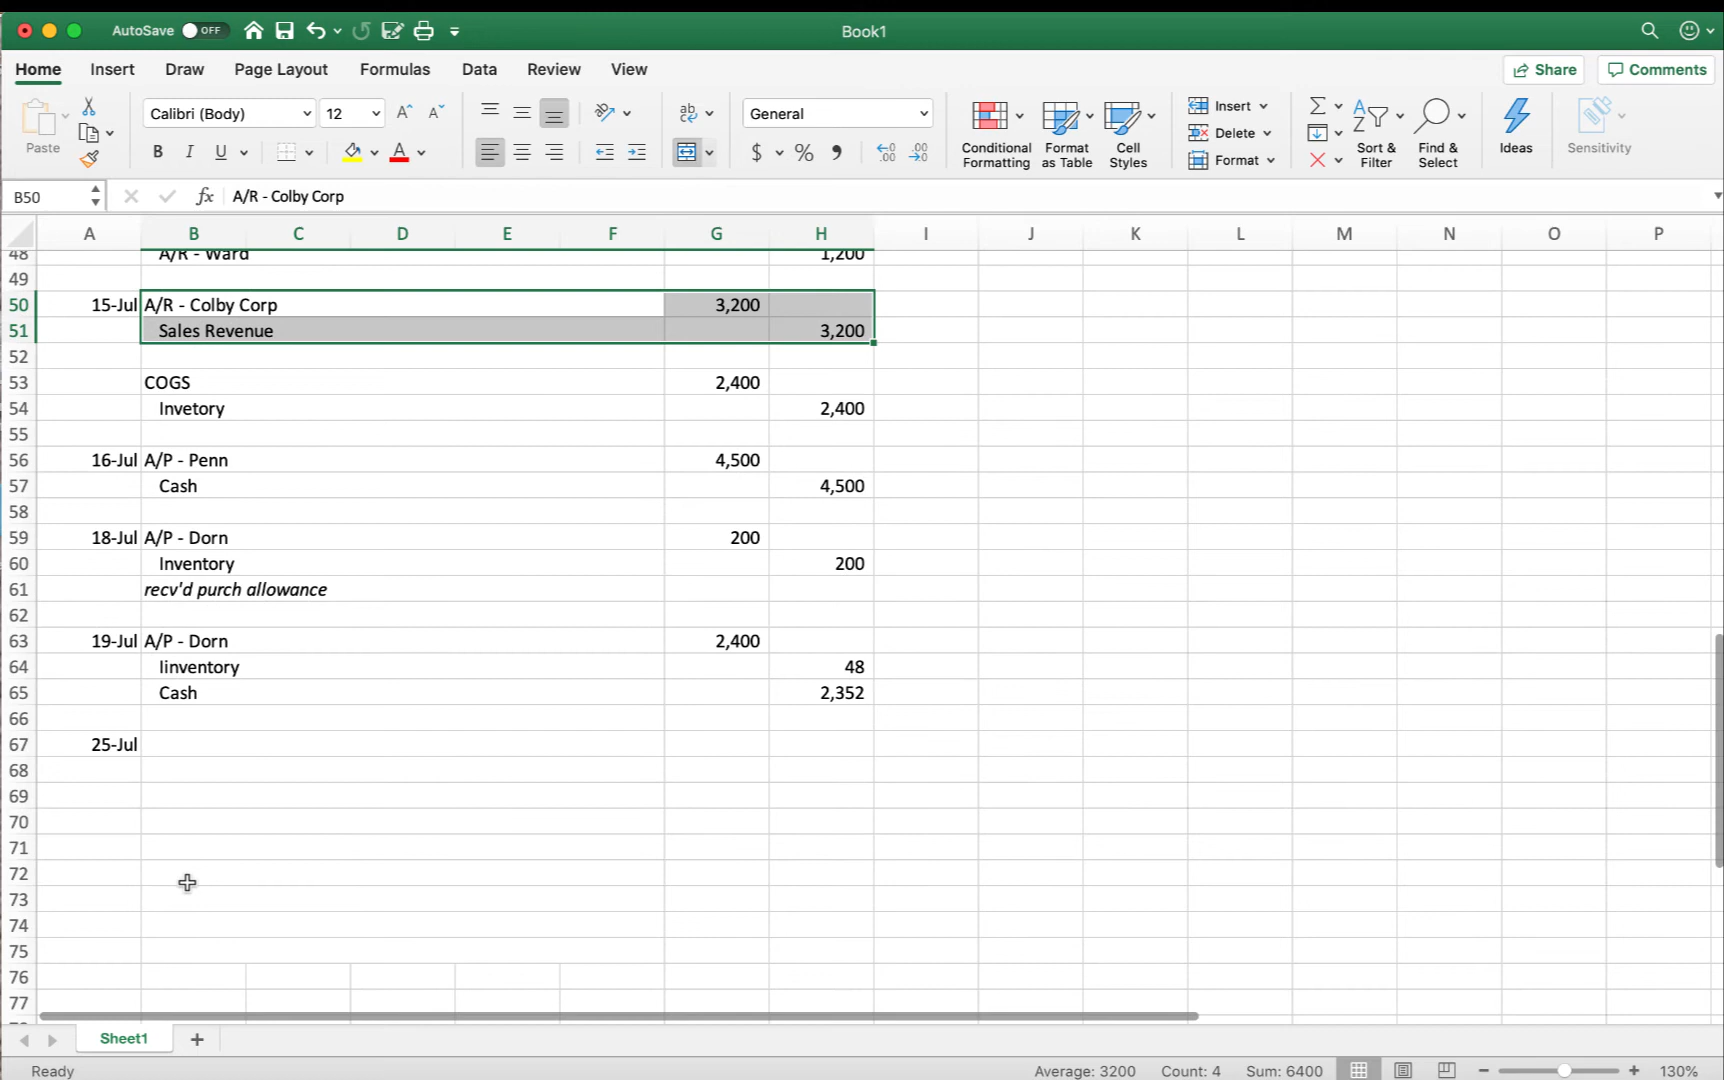 AutoSave OFF Book1
Home Insert Draw Page Layout Formulas Data Review View Share Comments
Paste Calibri (Body) 12 A^ Aˇ ab General Insert Σ A Z
B I U A $ % 9 .00 .00 Conditional Formatting Format as Table Cell Styles Delete Format Sort & Filter Find & Select Ideas Sensitivity
B50 fx A/R - Colby Corp
A B C D E F G H I J K L M N O P
48 A/R - Ward 1,200
49
50 15-Jul A/R - Colby Corp 3,200
51 Sales Revenue 3,200
52
53 COGS 2,400
54 Invetory 2,400
55
56 16-Jul A/P - Penn 4,500
57 Cash 4,500
58
59 18-Jul A/P - Dorn 200
60 Inventory 200
61 recv'd purch allowance
62
63 19-Jul A/P - Dorn 2,400
64 Iinventory 48
65 Cash 2,352
66
67 25-Jul
68
69
70
71
72
73
74
75
76
77
Sheet1 +
Ready Average: 3200 Count: 4 Sum: 6400 130%